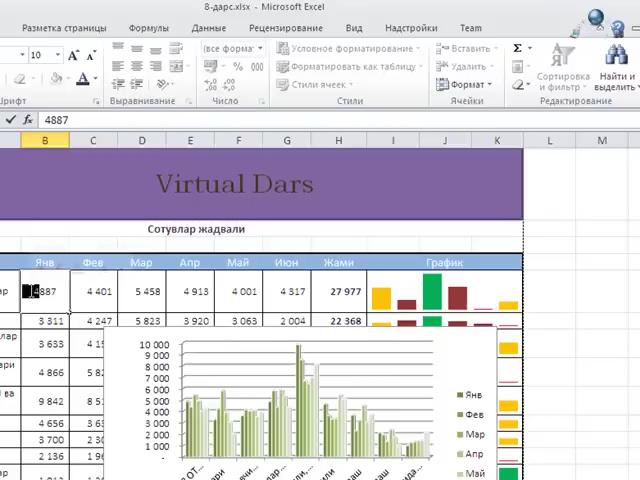 8-дарс.xlsx - Microsoft Excel
Разметка страницы Формулы Данные Рецензирование Вид Надстройки Team
10 А А
(все формат
Условное форматирование
Форматировать как таблицу
Стили ячеек
Вставить
Удалить
Формат
Σ
Сортировка и фильтр
Найти и выделить
Шрифт Выравнивание Число Стили Ячейки Редактирование
fx 4887
B C D E F G H I J K L M
Virtual Dars
Сотувлар жадвали
Янв Фев Мар Апр Май Июн Жами График
4887 4 401 5 458 4 913 4 001 4 317 27 977
3 311 4 247 5 823 3 920 3 063 2 004 22 368
3 633
4 866
9 842
4 656
3 700
2 136
10 000
9 000
8 000
7 000
6 000
5 000
4 000
3 000
2 000
1 000
-
Янв
Фев
Мар
Апр
Май